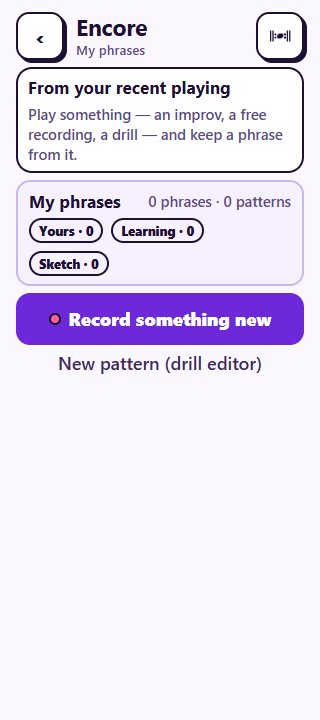 Encore
My phrases
From your recent playing
Play something — an improv, a free
recording, a drill — and keep a phrase
from it.
My phrases 0 phrases · 0 patterns
Yours · 0 Learning · 0
Sketch · 0
Record something new
New pattern (drill editor)